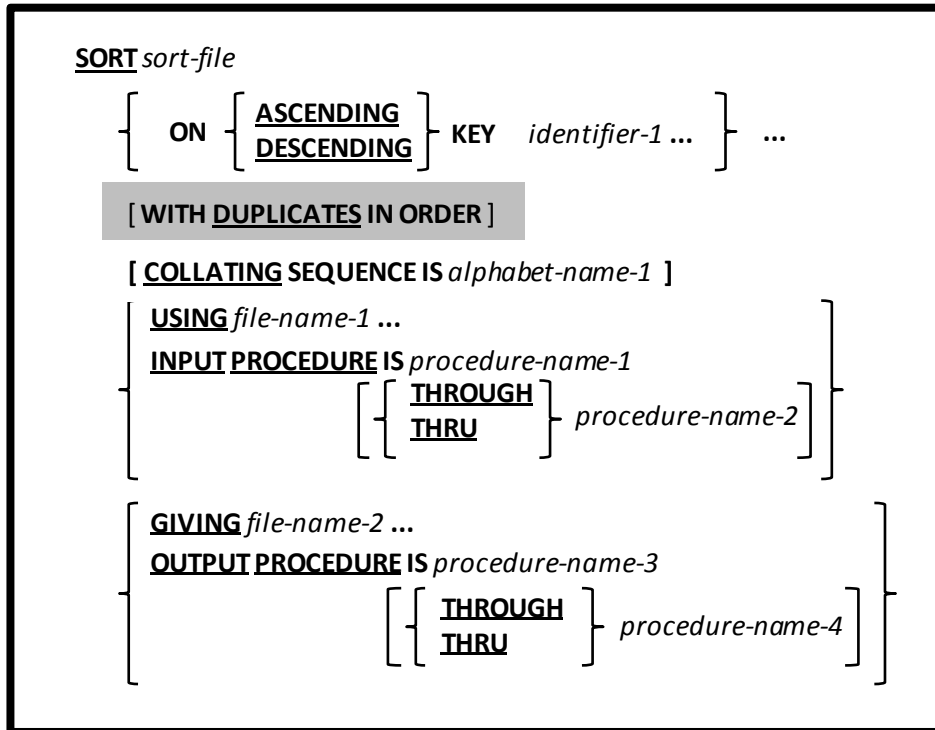 SORT sort-file
ON ASCENDING DESCENDING KEY identifier-1 ... ...
[ WITH DUPLICATES IN ORDER ]
[ COLLATING SEQUENCE IS alphabet-name-1 ]
USING file-name-1 ...
INPUT PROCEDURE IS procedure-name-1
THROUGH
THRU procedure-name-2
GIVING file-name-2 ...
OUTPUT PROCEDURE IS procedure-name-3
THROUGH
THRU procedure-name-4